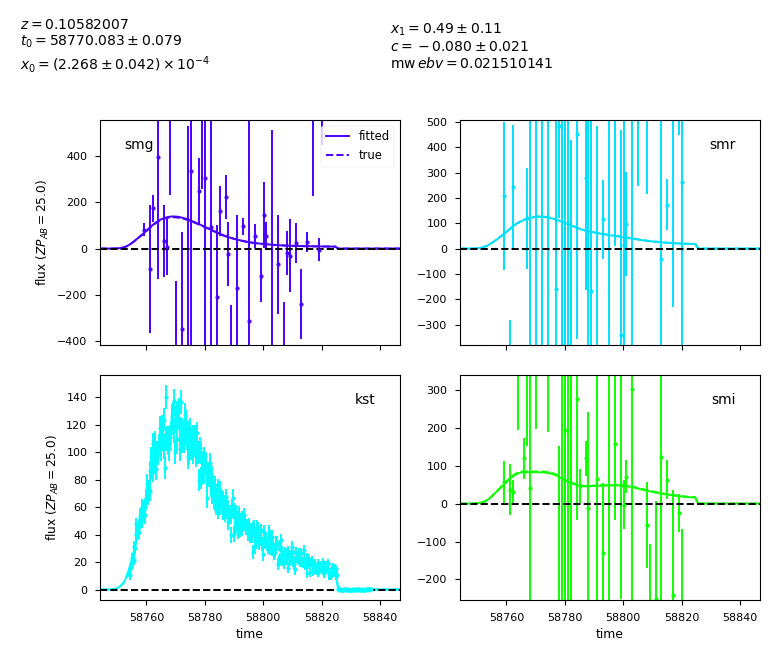 z = 0.10582007
t₀ = 58770.083 ± 0.079
x₀ = (2.268 ± 0.042) × 10⁻⁴
x₁ = 0.49 ± 0.11
c = −0.080 ± 0.021
mw ebv = 0.021510141
smg
fitted
true
400
200
0
−200
−400
flux (ZP_AB = 25.0)
smr
500
400
300
200
100
0
−100
−200
−300
kst
140
120
100
80
60
40
20
0
flux (ZP_AB = 25.0)
58760 58780 58800 58820 58840
time
smi
300
200
100
0
−100
−200
58760 58780 58800 58820 58840
time